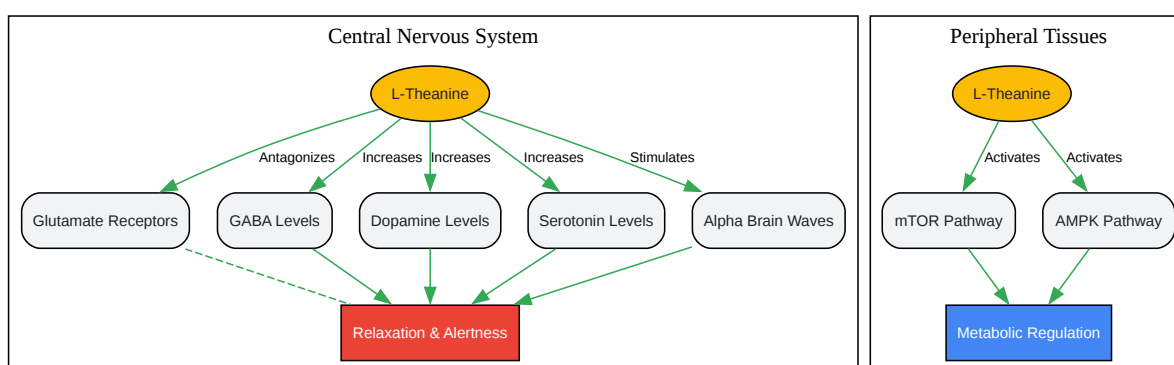 Central Nervous System
Peripheral Tissues
L-Theanine
L-Theanine
Antagonizes
Increases
Increases
Increases
Stimulates
Activates
Activates
Glutamate Receptors
GABA Levels
Dopamine Levels
Serotonin Levels
Alpha Brain Waves
mTOR Pathway
AMPK Pathway
Relaxation & Alertness
Metabolic Regulation